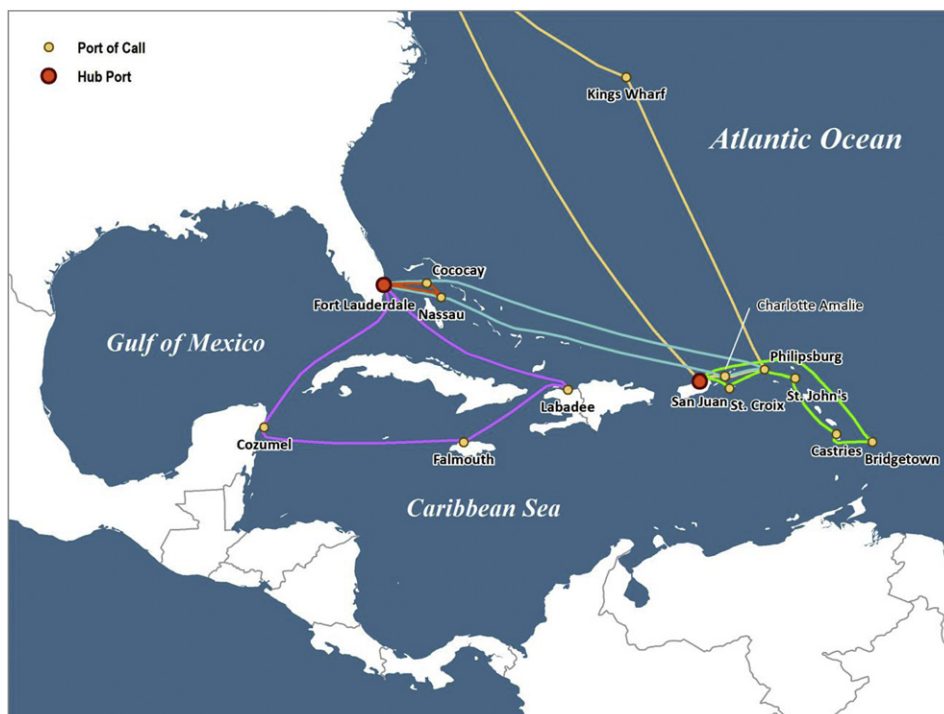 Port of Call
Hub Port
Kings Wharf
Atlantic Ocean
Cococay
Fort Lauderdale
Nassau
Charlotte Amalie
Gulf of Mexico
Philipsburg
San Juan
St. Croix
St. John's
Labadee
Cozumel
Falmouth
Castries
Bridgetown
Caribbean Sea